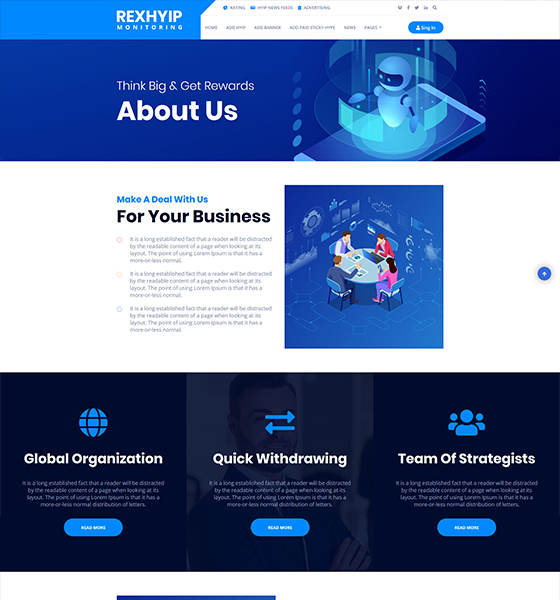 REXHYIP
MONITORING
RATING HYIP NEWS FEEDS ADVERTISING
HOME ADD HYIP ADD BANNER ADD PAID STICKY HYPE NEWS PAGES
Sing In
Think Big & Get Rewards
About Us
Make A Deal With Us
For Your Business
It is a long established fact that a reader will be distracted
by the readable content of a page when looking at its
layout. The point of using Lorem Ipsum is that it has a
more-or-less normal.
It is a long established fact that a reader will be distracted
by the readable content of a page when looking at its
layout. The point of using Lorem Ipsum is that it has a
more-or-less normal.
It is a long established fact that a reader will be distracted
by the readable content of a page when looking at its
layout. The point of using Lorem Ipsum is that it has a
more-or-less normal.
Global Organization
It is a long established fact that a reader will be distracted
by the readable content of a page when looking at its
layout. The point of using Lorem Ipsum is that it has a
more-or-less normal distribution of letters.
READ MORE
Quick Withdrawing
It is a long established fact that a reader will be distracted
by the readable content of a page when looking at its
layout. The point of using Lorem Ipsum is that it has a
more-or-less normal distribution of letters.
READ MORE
Team Of Strategists
It is a long established fact that a reader will be distracted
by the readable content of a page when looking at its
layout. The point of using Lorem Ipsum is that it has a
more-or-less normal distribution of letters.
READ MORE